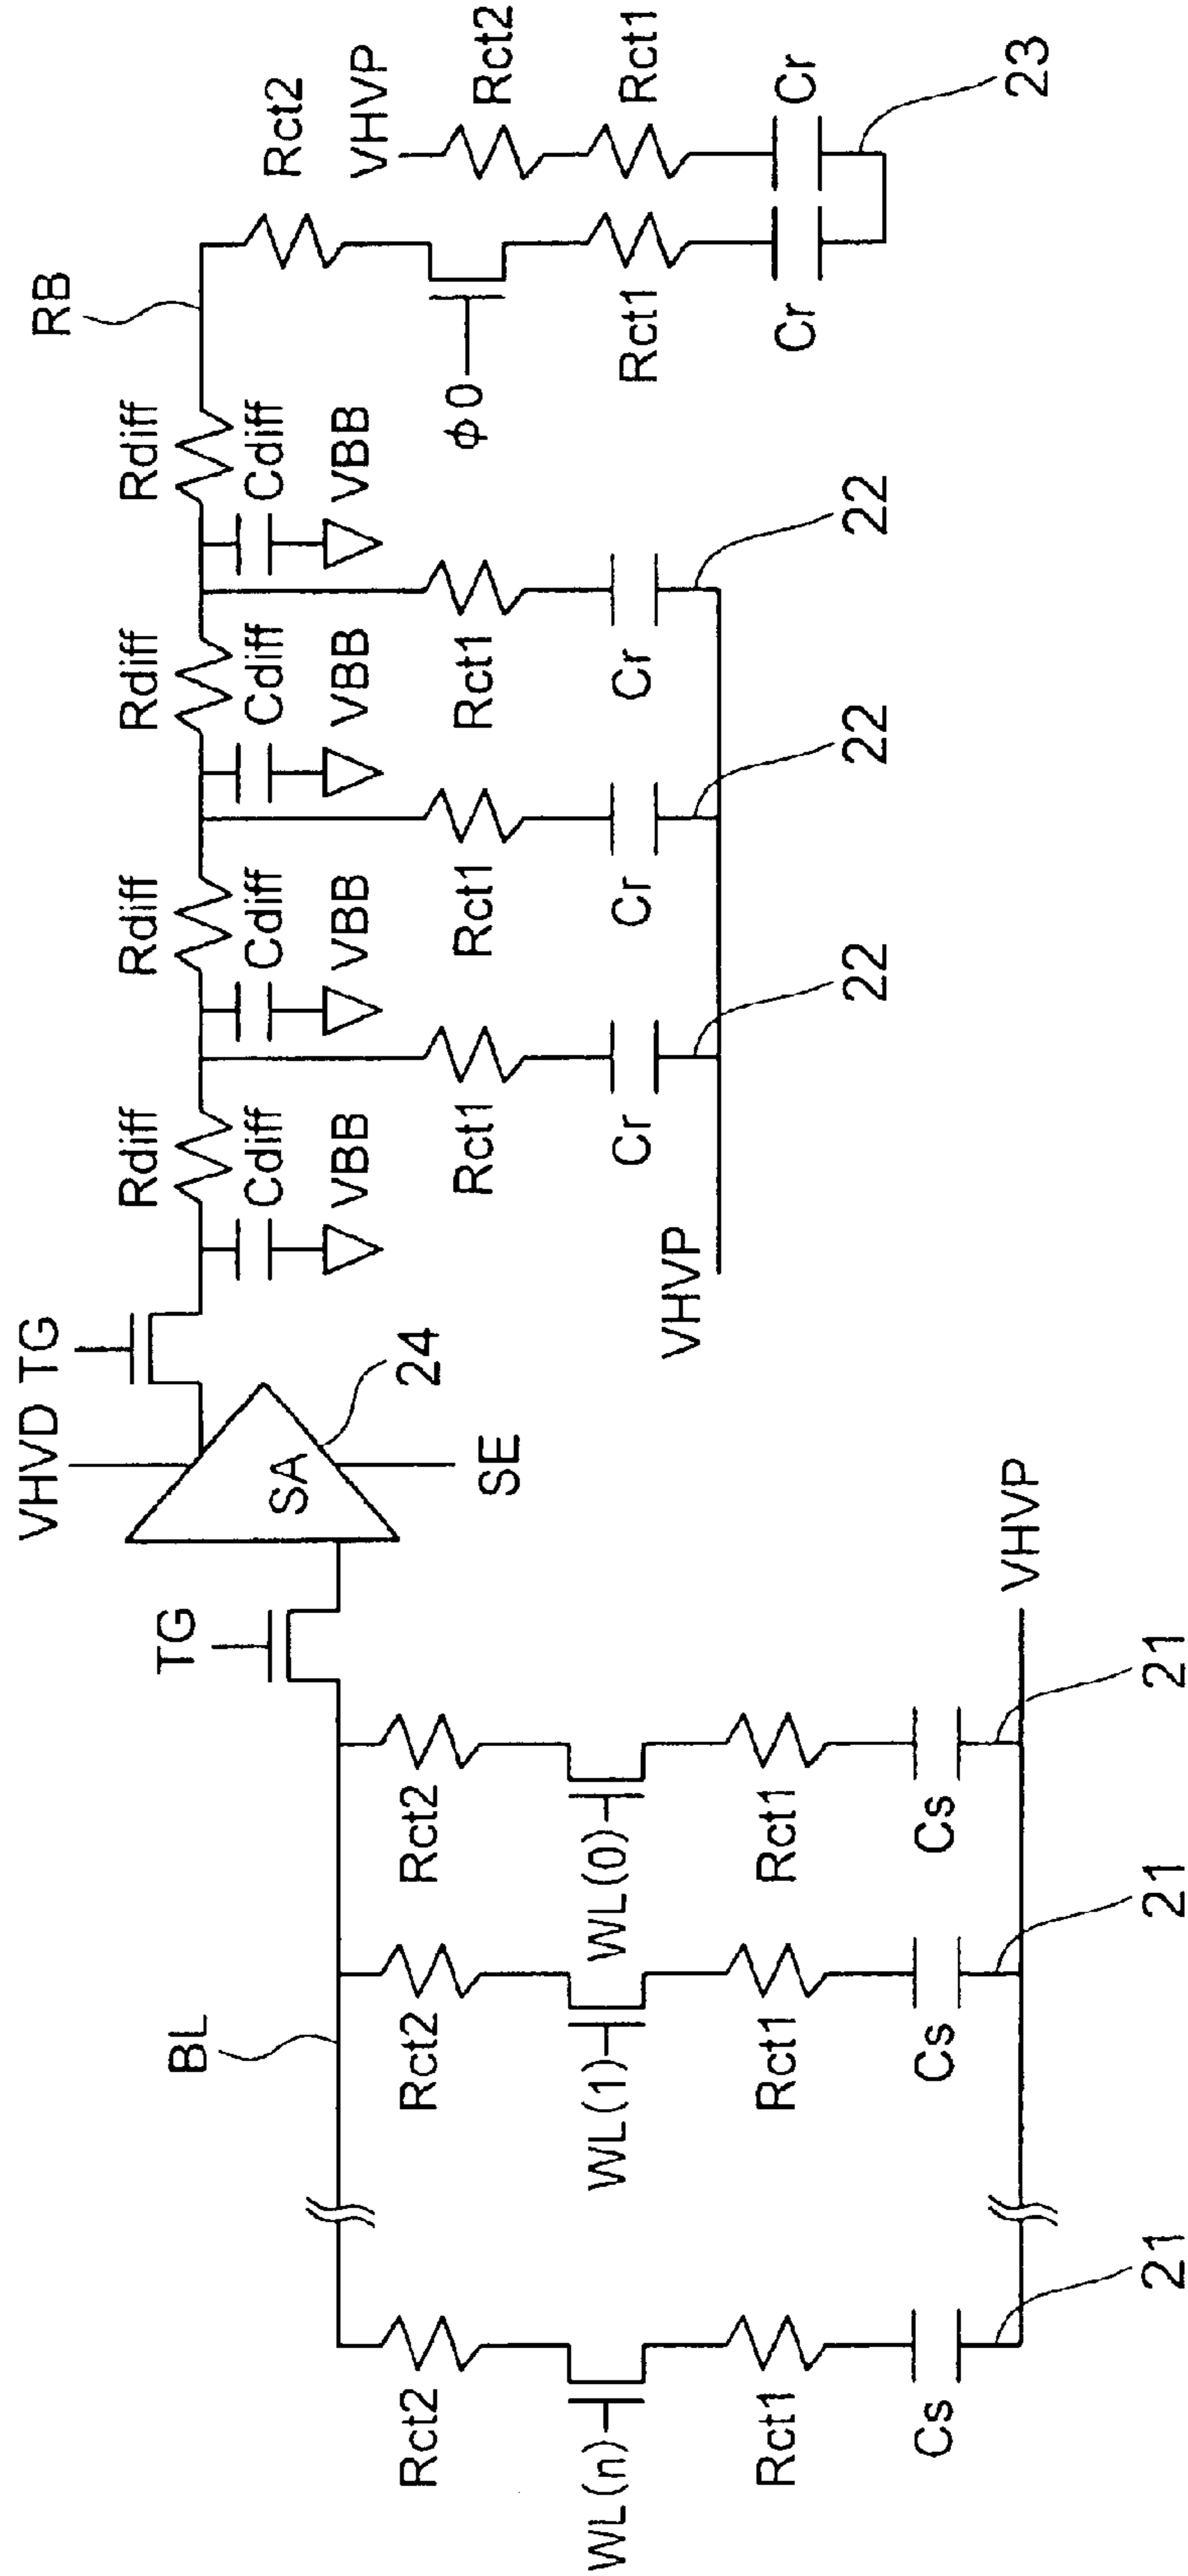 VHVD
TG
TG
BL
RB
Rdiff
Rdiff
Rdiff
Rdiff
Cdiff
Cdiff
Cdiff
Cdiff
VBB
VBB
VBB
VBB
Rct2
VHVP
Rct2
SA
24
SE
φ0
Rct2
Rct2
Rct2
Rct1
Rct1
Rct1
Rct1
Rct1
WL(n)
WL(1)
WL(0)
Cr
Cr
Cr
Cr
Cr
VHVP
Rct1
Rct1
Rct1
22
22
22
23
Cs
Cs
Cs
VHVP
21
21
21